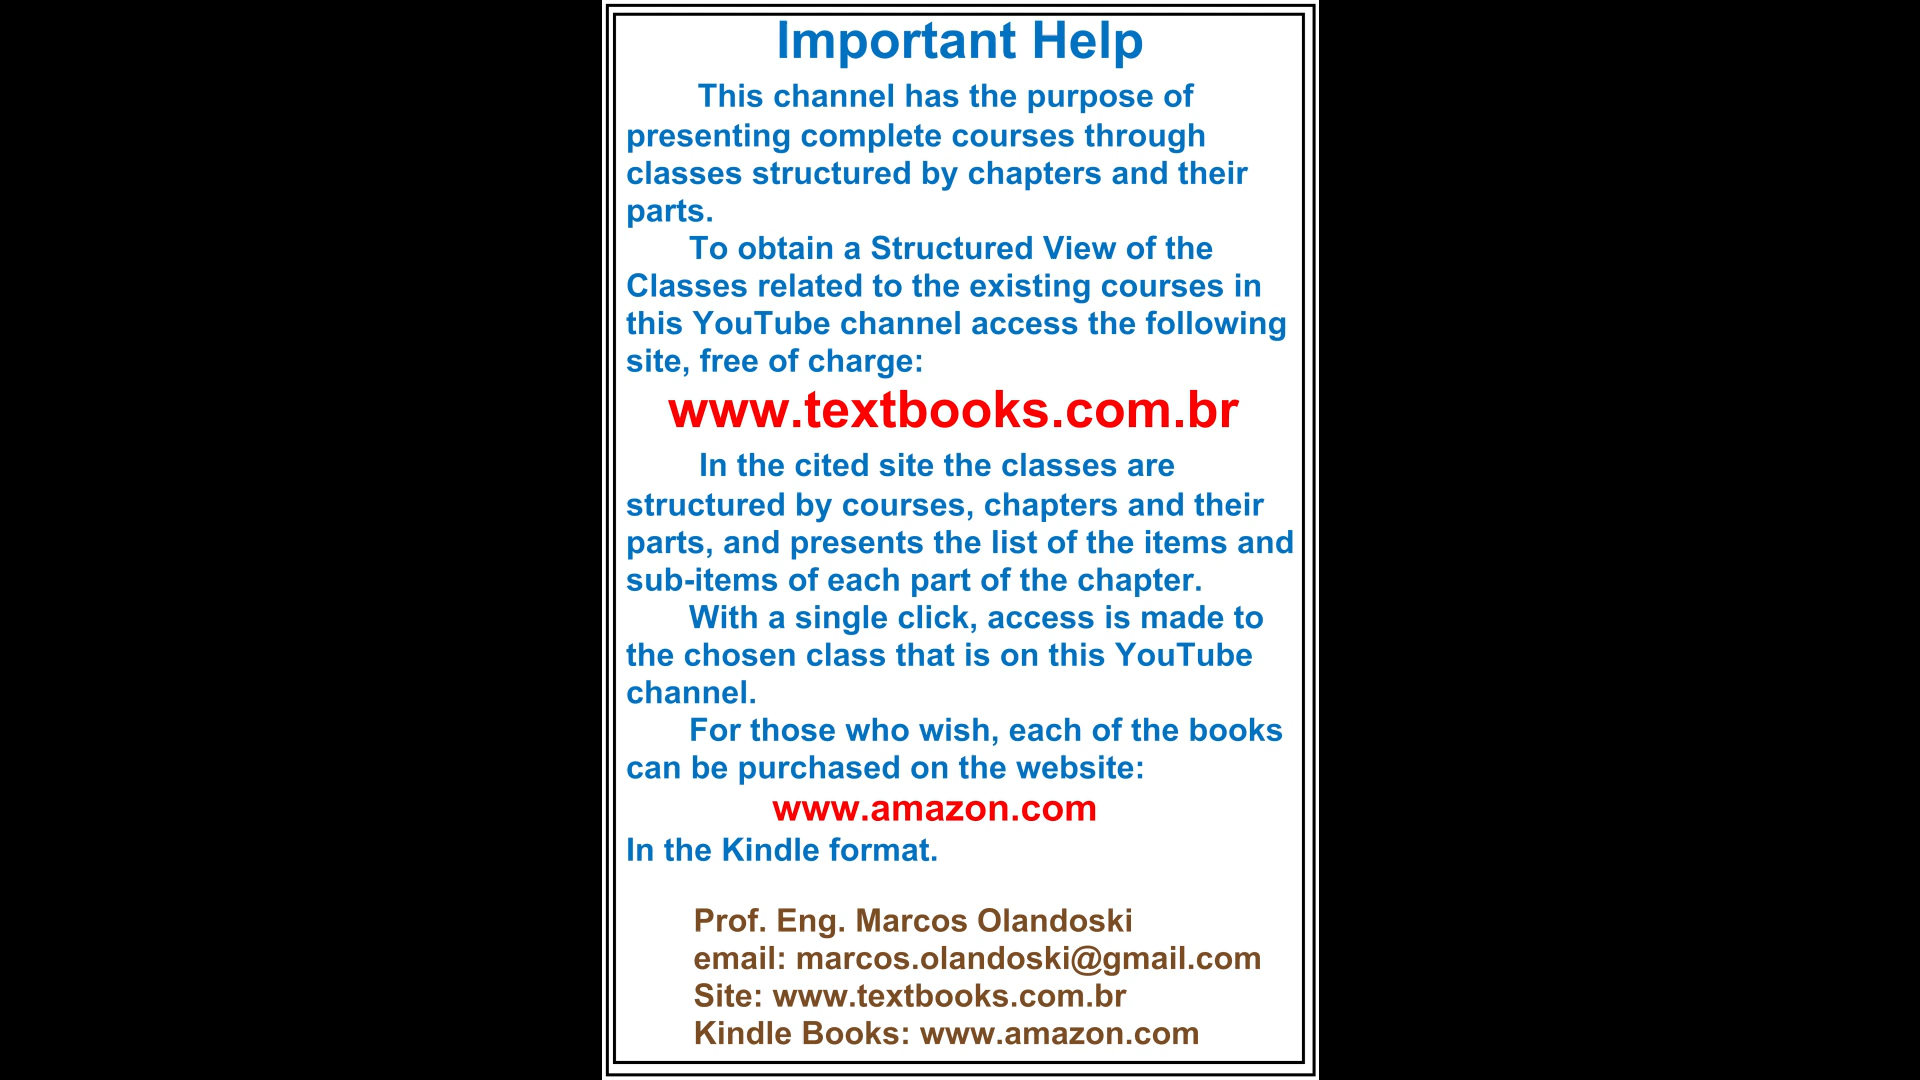 Important Help
This channel has the purpose of
presenting complete courses through
classes structured by chapters and their
parts.
To obtain a Structured View of the
Classes related to the existing courses in
this YouTube channel access the following
site, free of charge:
www.textbooks.com.br
In the cited site the classes are
structured by courses, chapters and their
parts, and presents the list of the items and
sub-items of each part of the chapter.
With a single click, access is made to
the chosen class that is on this YouTube
channel.
For those who wish, each of the books
can be purchased on the website:
www.amazon.com
In the Kindle format.
Prof. Eng. Marcos Olandoski
email: marcos.olandoski@gmail.com
Site: www.textbooks.com.br
Kindle Books: www.amazon.com